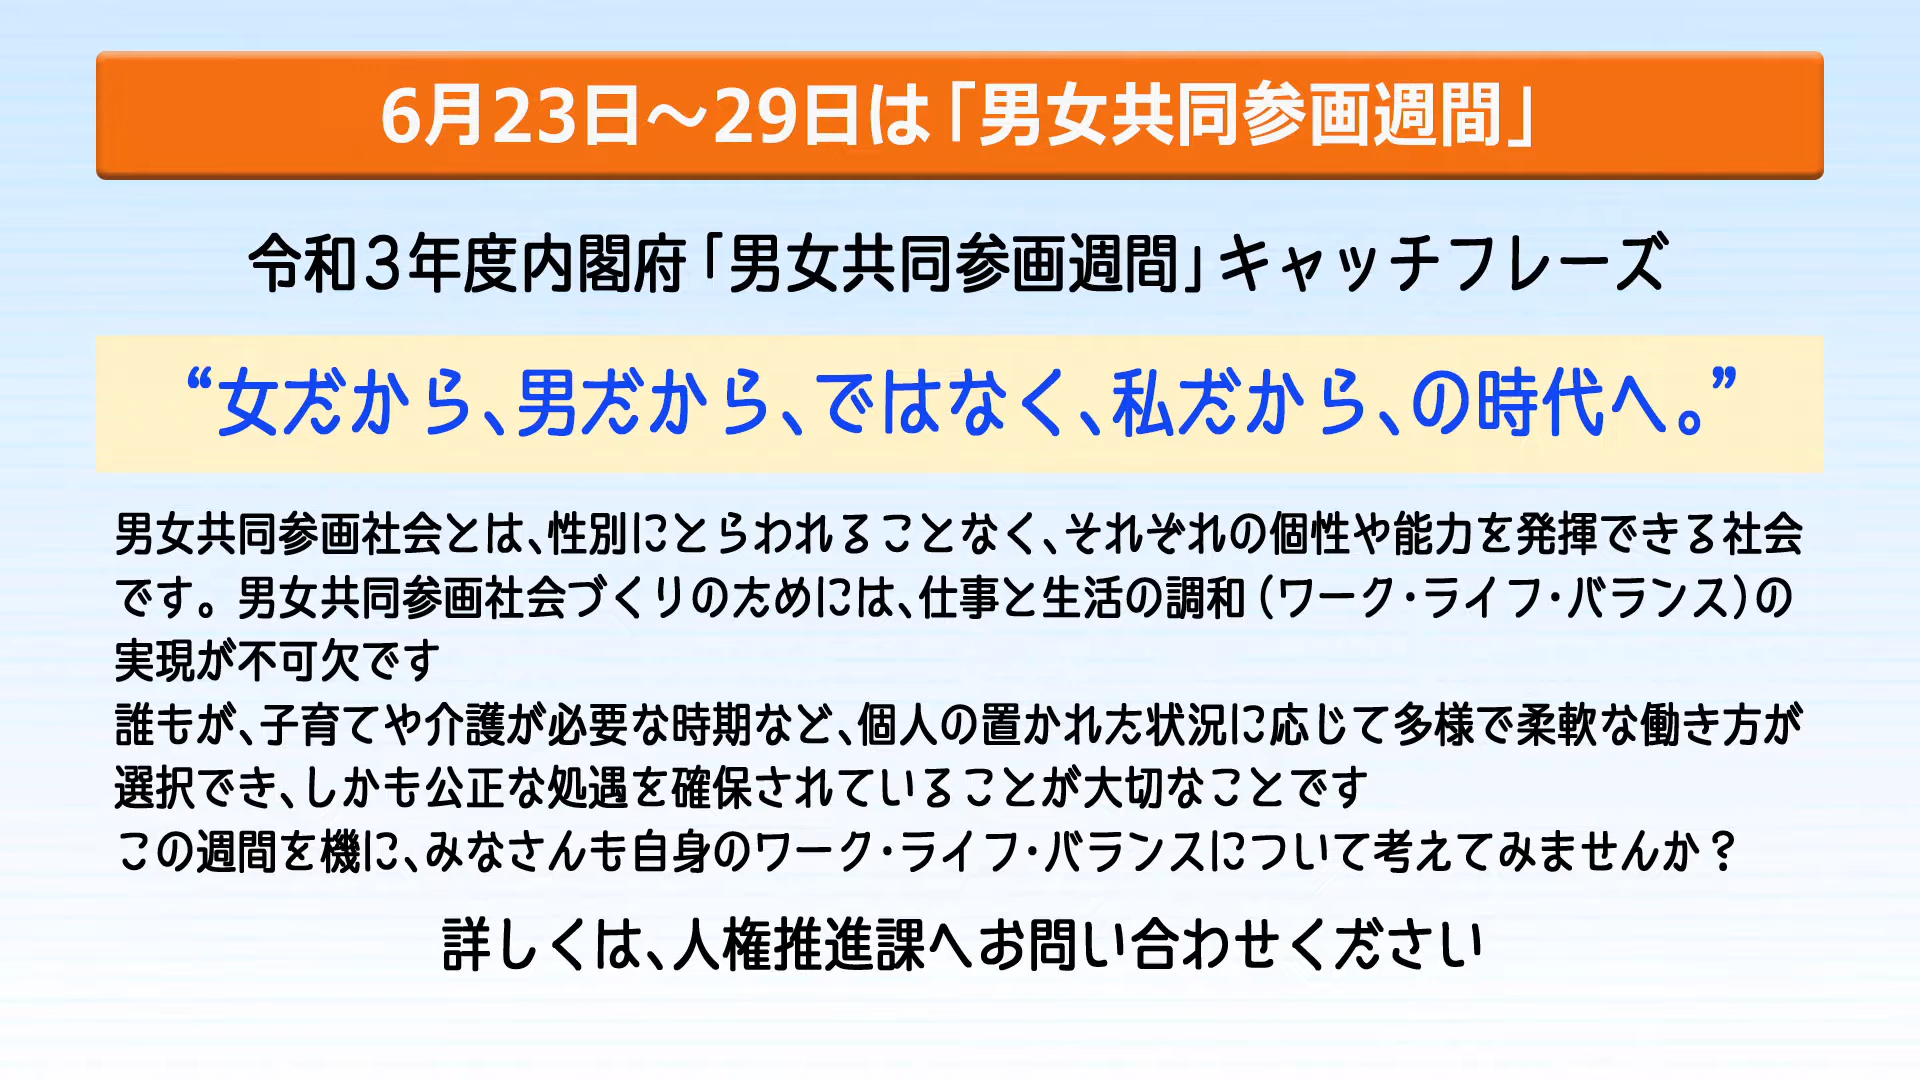 6月23日～29日は「男女共同参画週間」
令和３年度内閣府「男女共同参画週間」キャッチフレーズ
“女だから、男だから、ではなく、私だから、の時代へ。”
男女共同参画社会とは、性別にとらわれることなく、それぞれの個性や能力を発揮できる社会
です。男女共同参画社会づくりのためには、仕事と生活の調和（ワーク･ライフ･バランス）の
実現が不可欠です
誰もが、子育てや介護が必要な時期など、個人の置かれた状況に応じて多様で柔軟な働き方が
選択でき、しかも公正な処遇を確保されていることが大切なことです
この週間を機に、みなさんも自身のワーク･ライフ･バランスについて考えてみませんか？
詳しくは、人権推進課へお問い合わせください